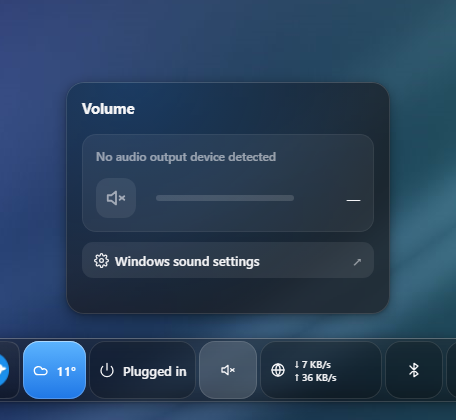 Volume
No audio output device detected
—
Windows sound settings
11°
Plugged in
↓ 7 KB/s
↑ 36 KB/s